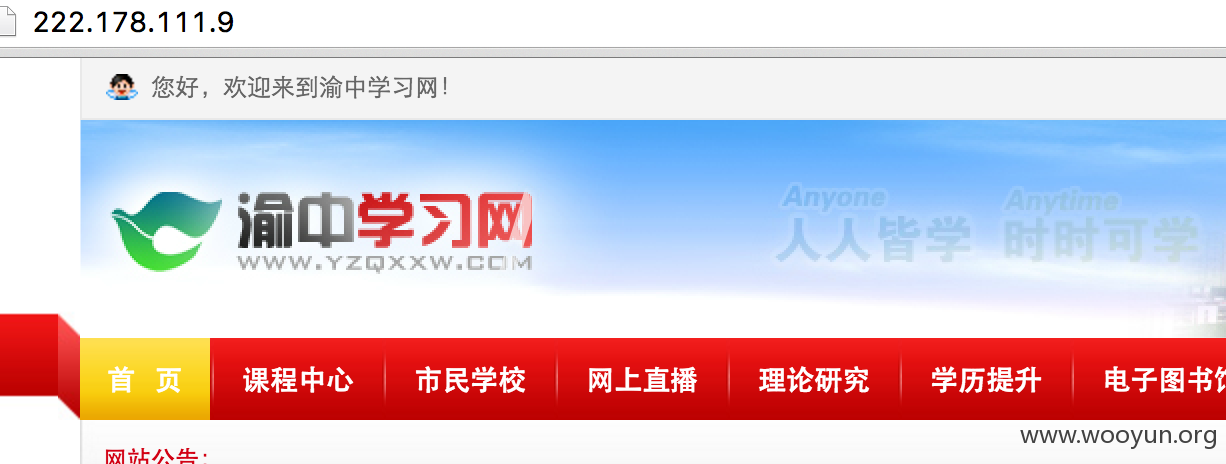 222.178.111.9
您好，欢迎来到渝中学习网！
渝中学习网
WWW.YZQXXW.COM
Anyone Anytime
人人皆学 时时可学
首 页 课程中心 市民学校 网上直播 理论研究 学历提升 电子图书馆
www.wooyun.org
网站公告：